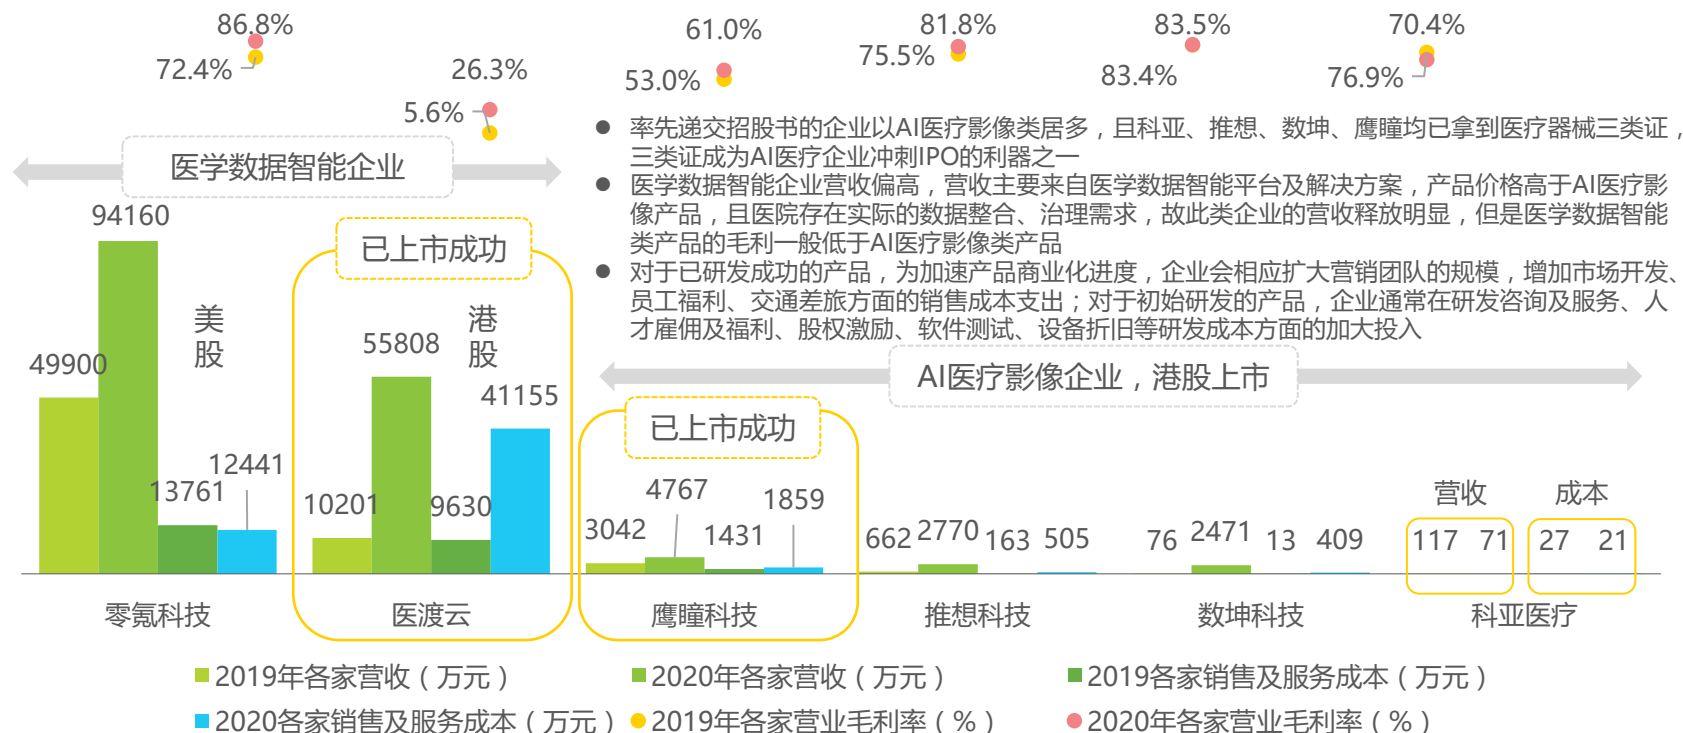 86.8%
72.4%
26.3%
5.6%
61.0%
53.0%
81.8%
75.5%
83.5%
83.4%
70.4%
76.9%
医学数据智能企业
● 率先递交招股书的企业以AI医疗影像类居多，且科亚、推想、数坤、鹰瞳均已拿到医疗器械三类证，
三类证成为AI医疗企业冲刺IPO的利器之一
● 医学数据智能企业营收偏高，营收主要来自医学数据智能平台及解决方案，产品价格高于AI医疗影
像产品，且医院存在实际的数据整合、治理需求，故此类企业的营收释放明显，但是医学数据智能
类产品的毛利一般低于AI医疗影像类产品
● 对于已研发成功的产品，为加速产品商业化进度，企业会相应扩大营销团队的规模，增加市场开发、
员工福利、交通差旅方面的销售成本支出；对于初始研发的产品，企业通常在研发咨询及服务、人
才雇佣及福利、股权激励、软件测试、设备折旧等研发成本方面的加大投入
AI医疗影像企业，港股上市
已上市成功
已上市成功
美
股
港
股
49900
94160
13761
12441
10201
55808
9630
41155
3042
4767
1431
1859
662
2770
163
505
76
2471
13
409
营收
成本
117
71
27
21
零氪科技
医渡云
鹰瞳科技
推想科技
数坤科技
科亚医疗
2019年各家营收（万元）
2020年各家营收（万元）
2019各家销售及服务成本（万元）
2020各家销售及服务成本（万元）
2019年各家营业毛利率（%）
2020年各家营业毛利率（%）